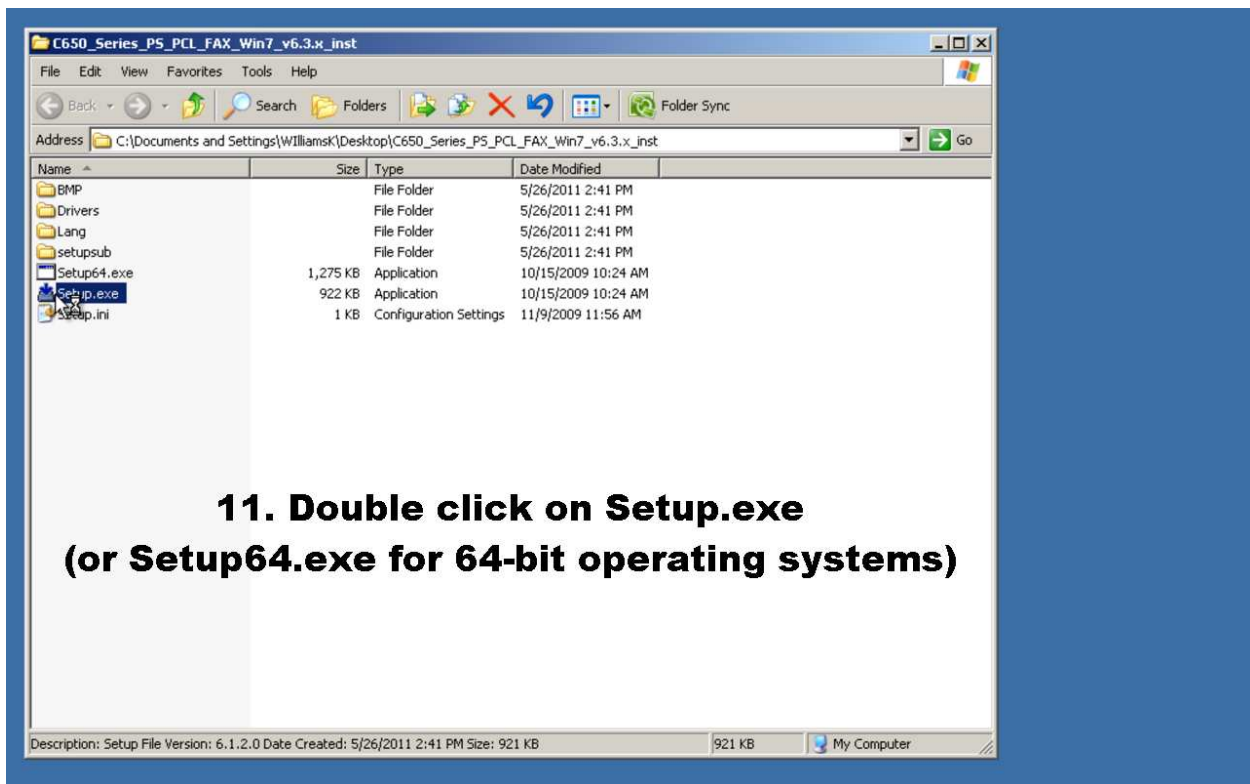 C650_Series_PS_PCL_FAX_Win7_v6.3.x_inst
File Edit View Favorites Tools Help
Back Search Folders Folder Sync
Address C:\Documents and Settings\WIlliamsK\Desktop\C650_Series_PS_PCL_FAX_Win7_v6.3.x_inst Go
Name Size Type Date Modified
BMP File Folder 5/26/2011 2:41 PM
Drivers File Folder 5/26/2011 2:41 PM
Lang File Folder 5/26/2011 2:41 PM
setupsub File Folder 5/26/2011 2:41 PM
Setup64.exe 1,275 KB Application 10/15/2009 10:24 AM
Setup.exe 922 KB Application 10/15/2009 10:24 AM
Setup.ini 1 KB Configuration Settings 11/9/2009 11:56 AM
11. Double click on Setup.exe
(or Setup64.exe for 64-bit operating systems)
Description: Setup File Version: 6.1.2.0 Date Created: 5/26/2011 2:41 PM Size: 921 KB 921 KB My Computer